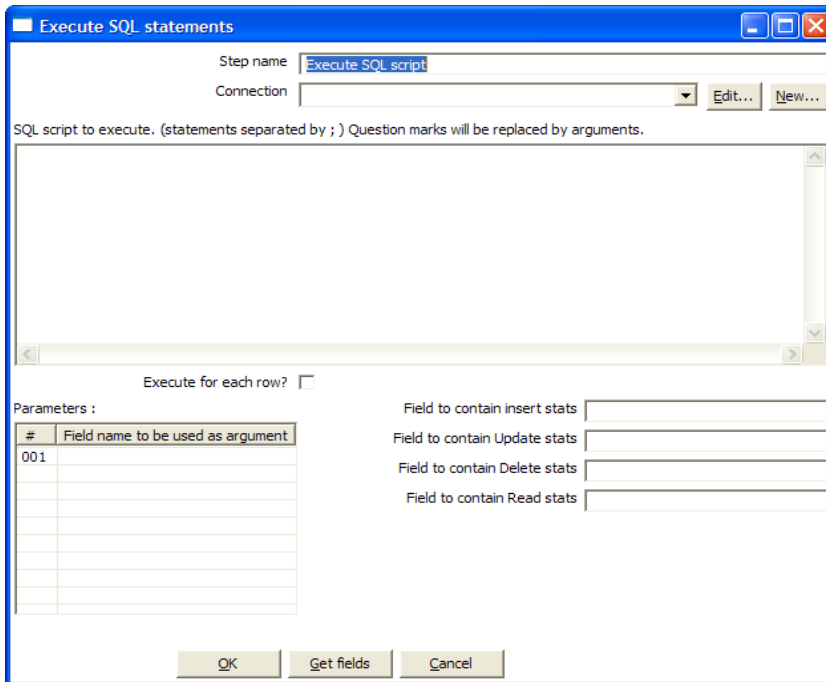 Execute SQL statements
Step name Execute SQL script
Connection Edit... New...
SQL script to execute. (statements separated by ; ) Question marks will be replaced by arguments.
Execute for each row?
Parameters :
# Field name to be used as argument
001
Field to contain insert stats
Field to contain Update stats
Field to contain Delete stats
Field to contain Read stats
OK Get fields Cancel